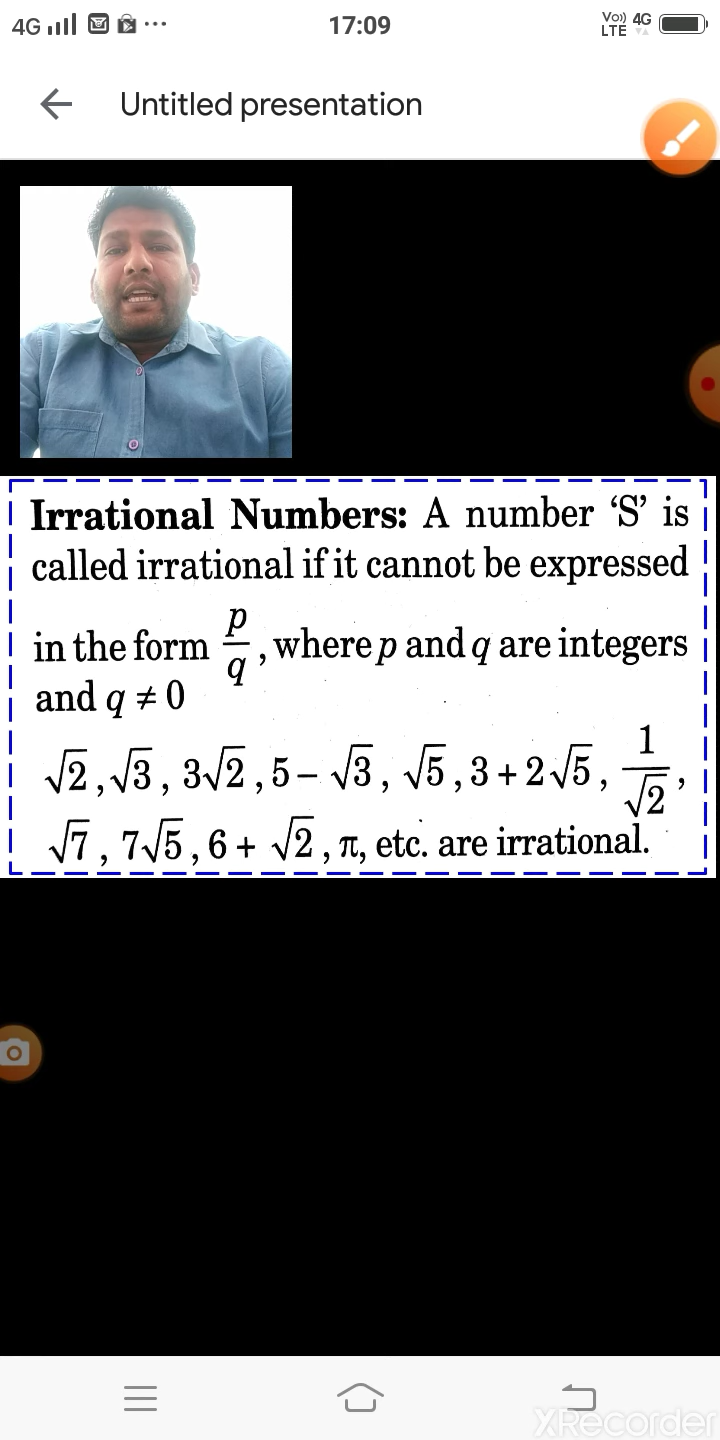 4G 17:09 Vo)) LTE 4G
Untitled presentation
Irrational Numbers: A number ‘S’ is
called irrational if it cannot be expressed
in the form p/q, where p and q are integers
and q ≠ 0
√2, √3, 3√2, 5 – √3, √5, 3 + 2√5, 1/√2,
√7, 7√5, 6 + √2, π, etc. are irrational.
XRecorder